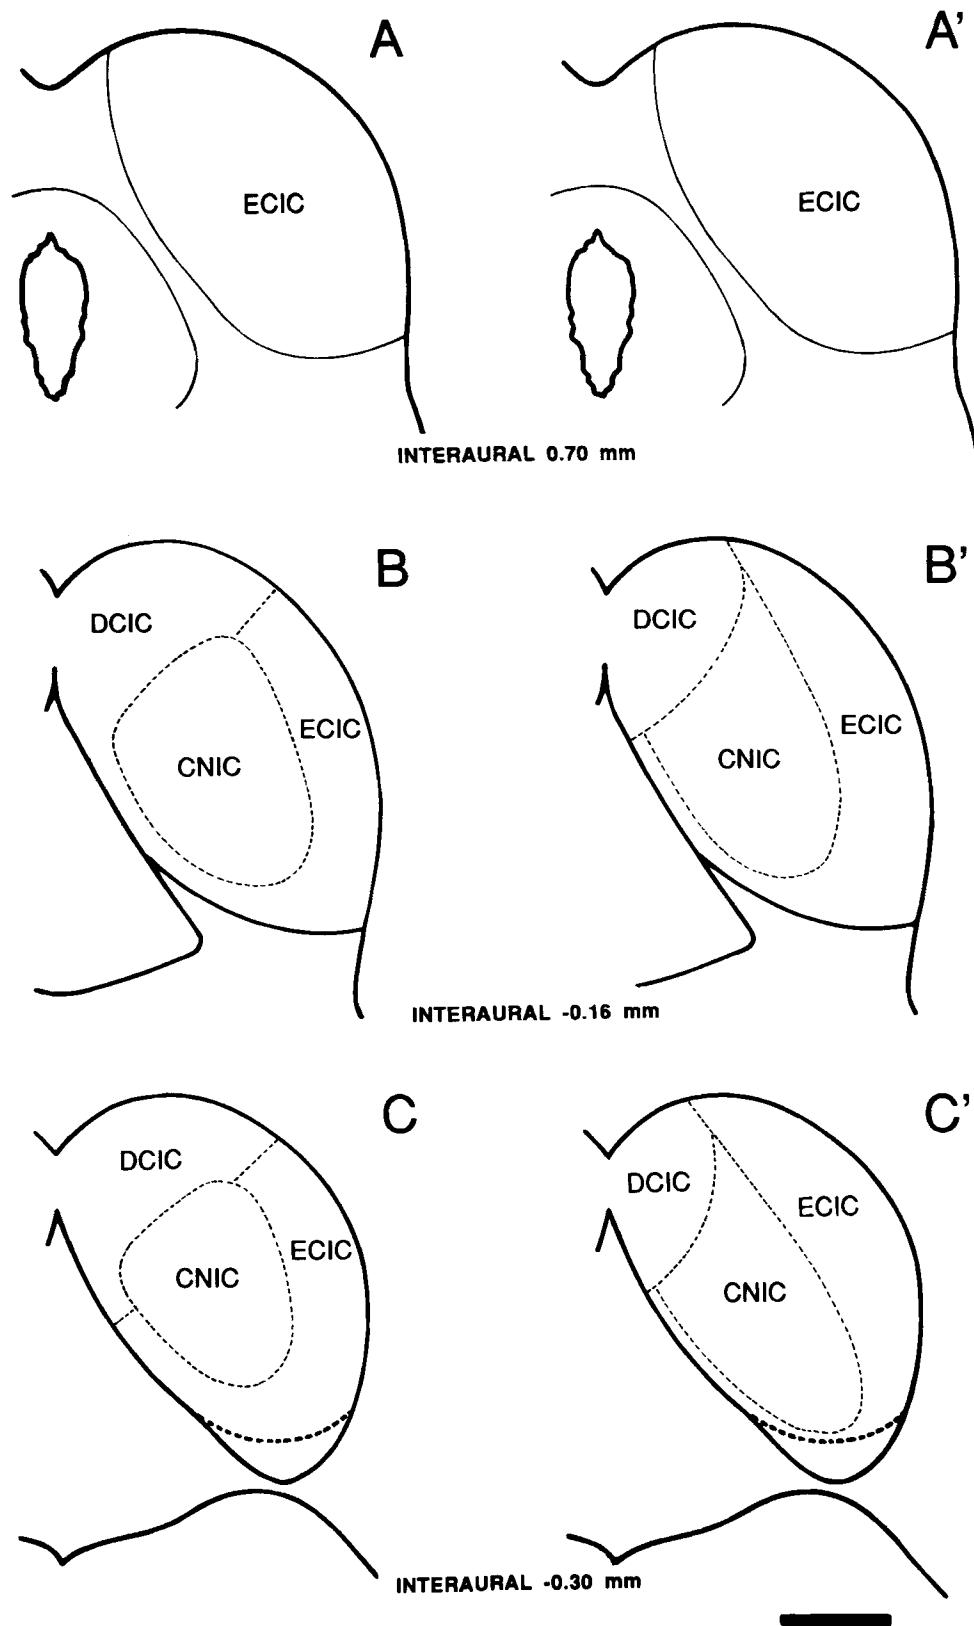 A A'
ECIC ECIC
INTERAURAL 0.70 mm
B B'
DCIC DCIC
ECIC ECIC
CNIC CNIC
INTERAURAL -0.16 mm
C C'
DCIC DCIC
ECIC ECIC
CNIC CNIC
INTERAURAL -0.30 mm